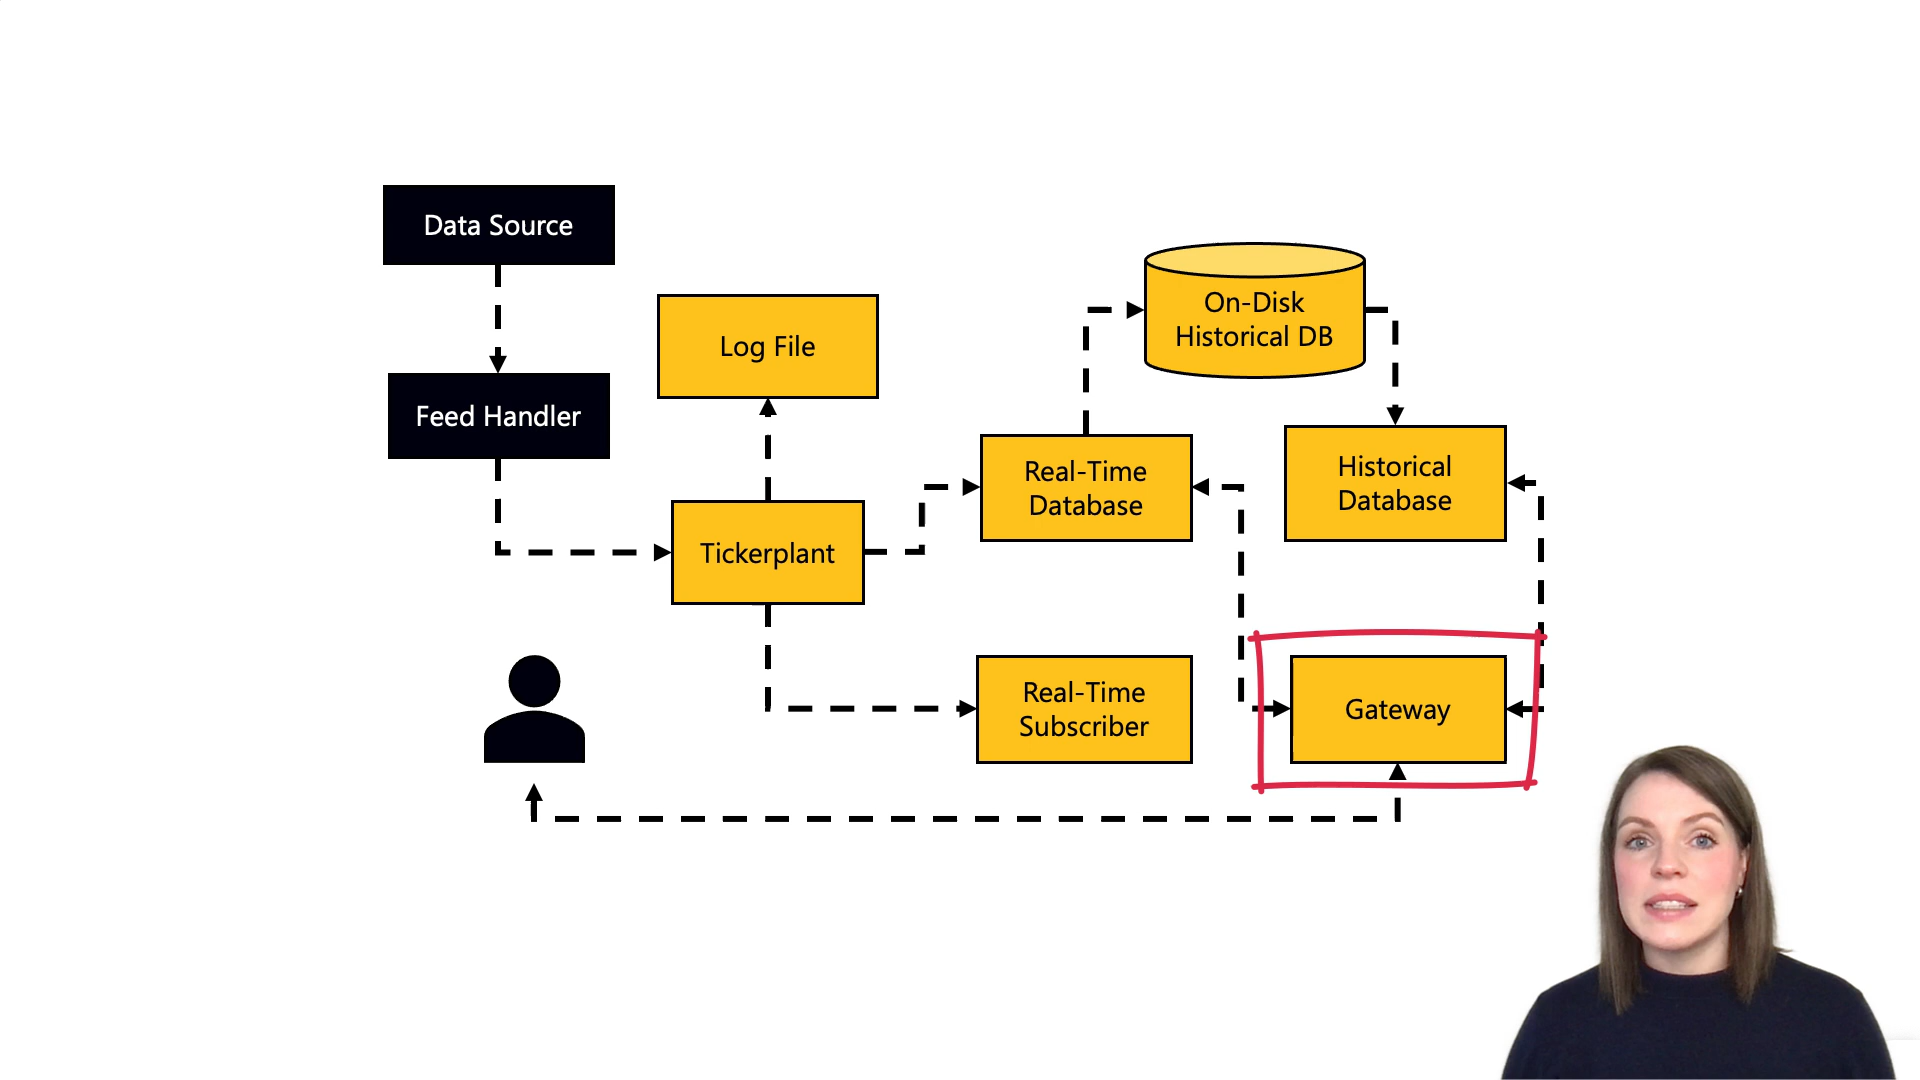 Data Source
Feed Handler
Log File
Tickerplant
On-Disk
Historical DB
Real-Time
Database
Historical
Database
Real-Time
Subscriber
Gateway